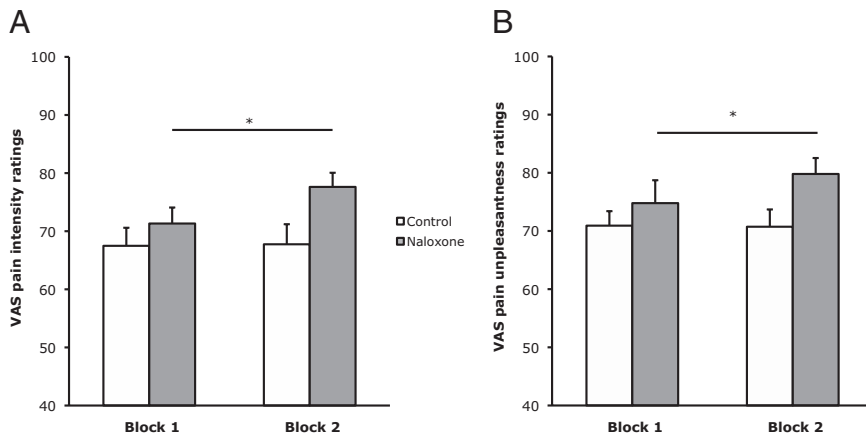 A
VAS pain intensity ratings
100
90
80
70
60
50
40
*
Block 1
Block 2
Control
Naloxone
B
VAS pain unpleasantness ratings
100
90
80
70
60
50
40
*
Block 1
Block 2